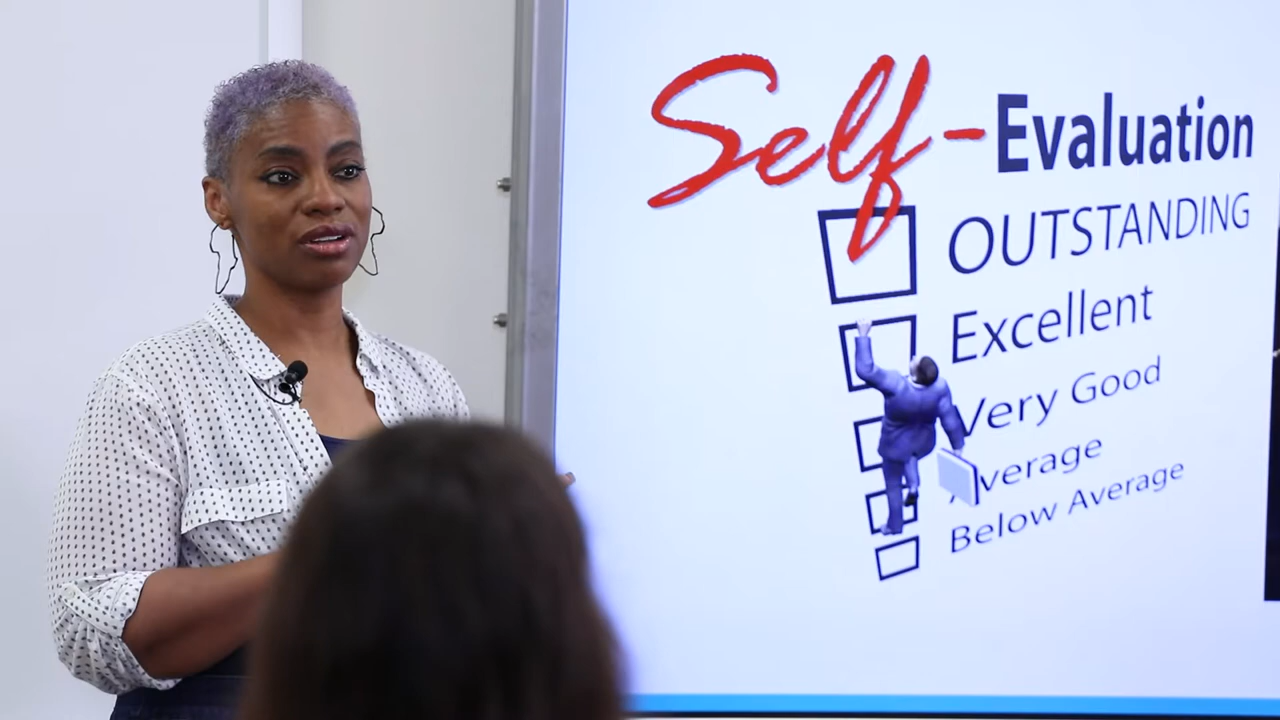 Self-Evaluation
OUTSTANDING
Excellent
Very Good
Average
Below Average